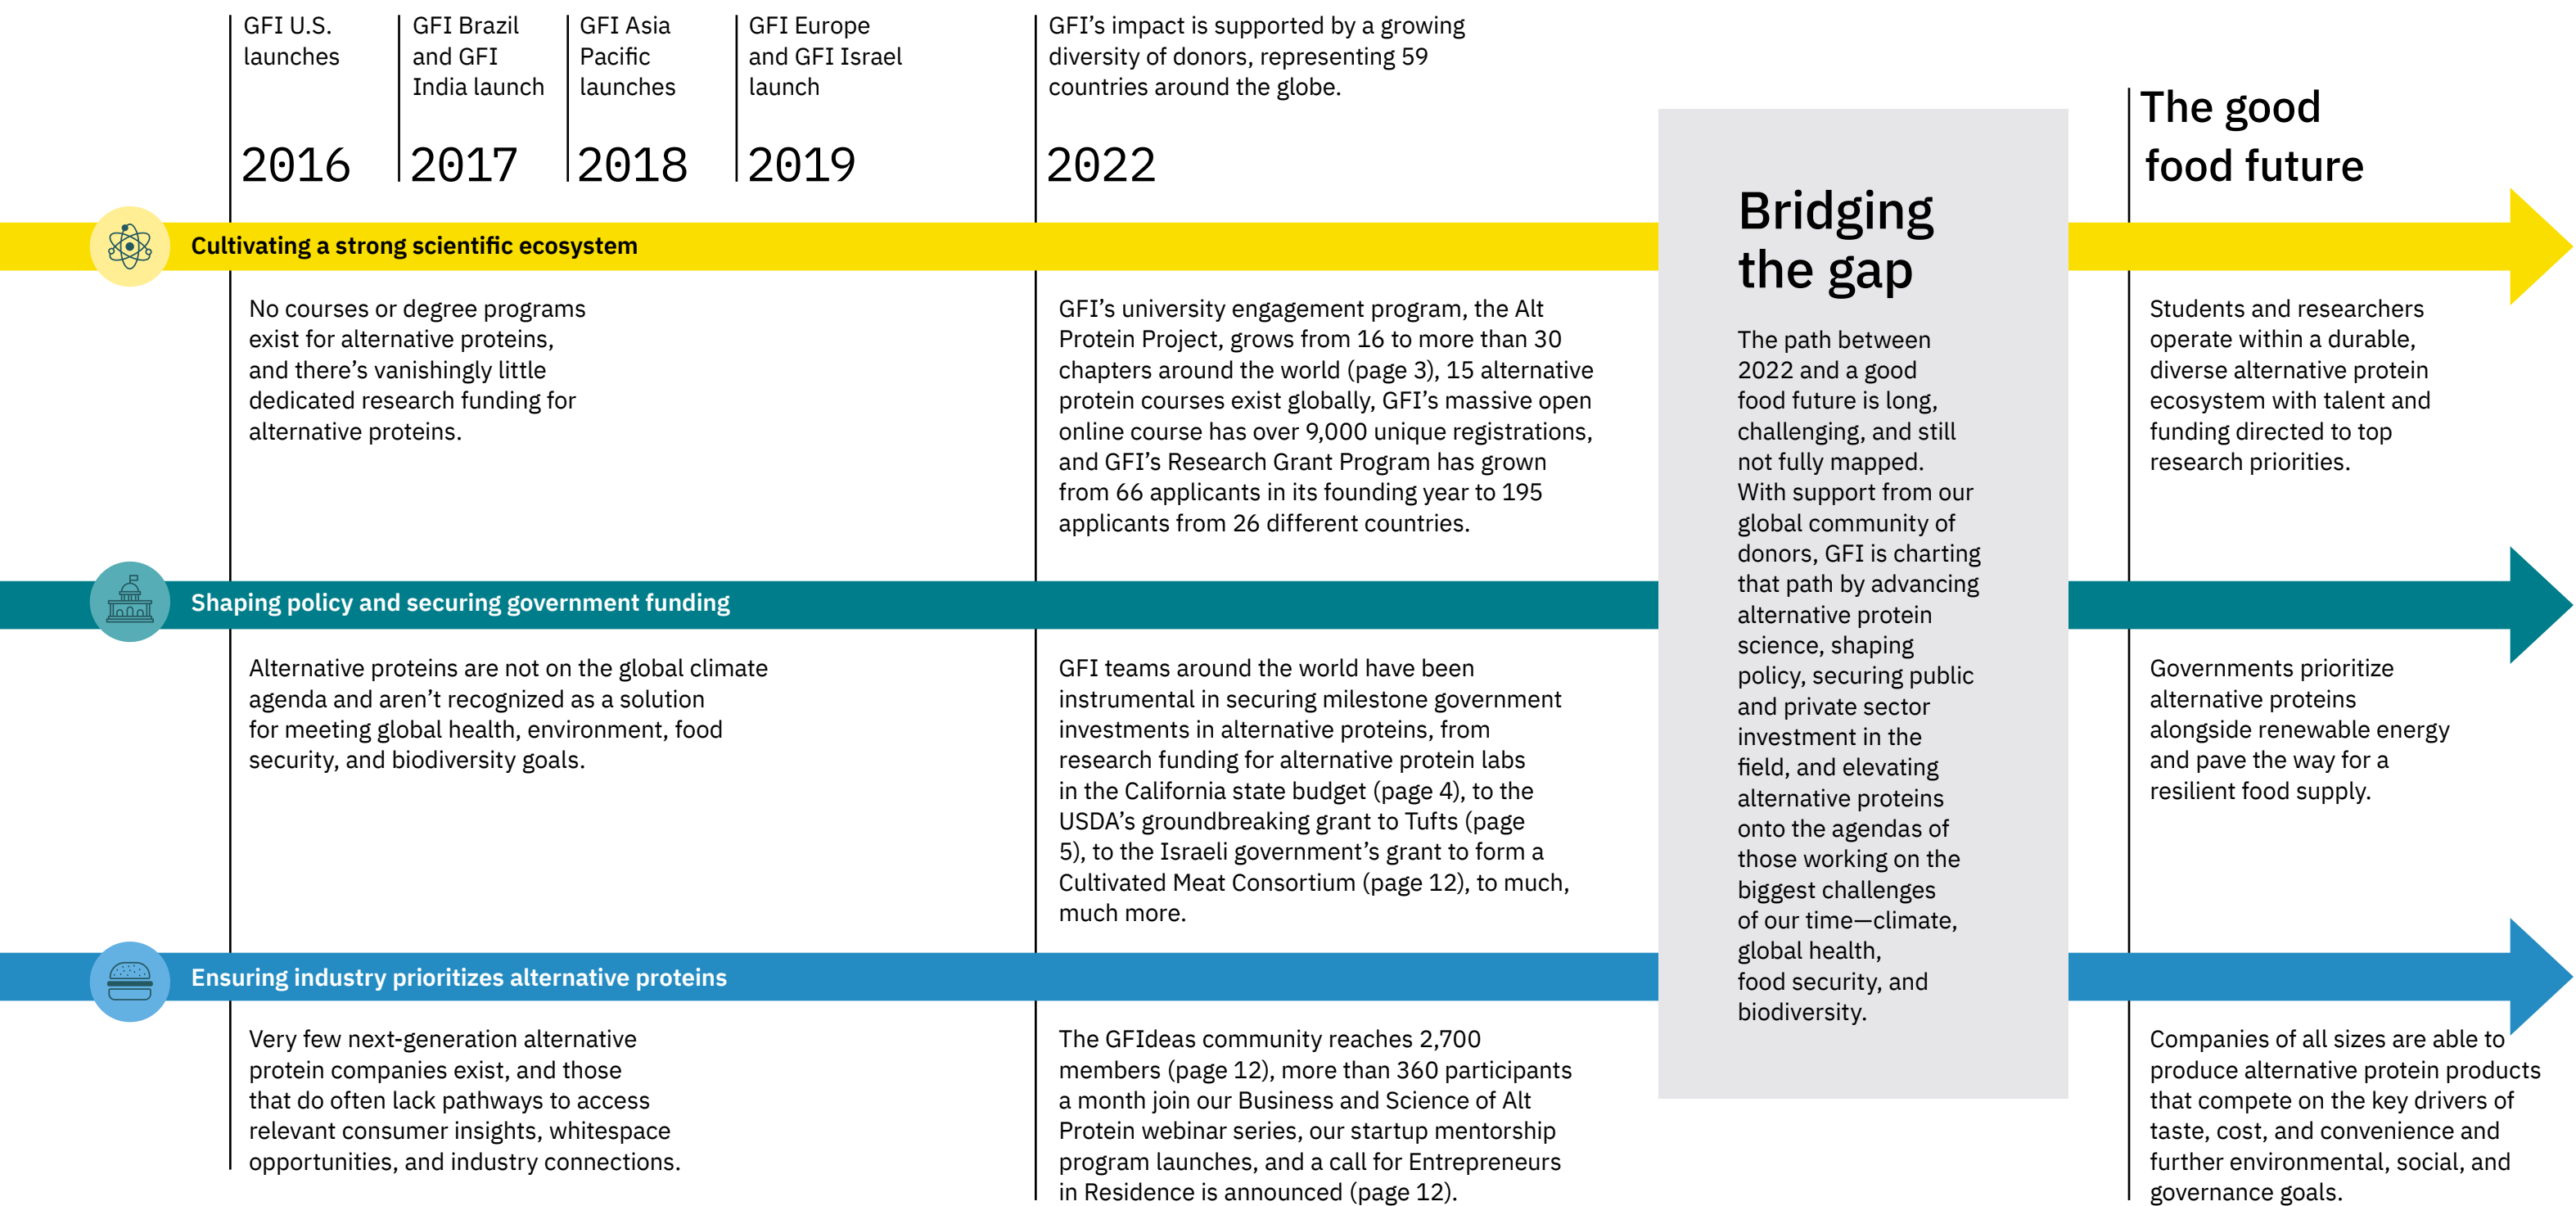 GFI U.S.
launches
2016
GFI Brazil
and GFI
India launch
2017
GFI Asia
Pacific
launches
2018
GFI Europe
and GFI Israel
launch
2019
GFI’s impact is supported by a growing
diversity of donors, representing 59
countries around the globe.
2022
The good
food future
Cultivating a strong scientific ecosystem
No courses or degree programs
exist for alternative proteins,
and there’s vanishingly little
dedicated research funding for
alternative proteins.
GFI’s university engagement program, the Alt
Protein Project, grows from 16 to more than 30
chapters around the world (page 3), 15 alternative
protein courses exist globally, GFI’s massive open
online course has over 9,000 unique registrations,
and GFI’s Research Grant Program has grown
from 66 applicants in its founding year to 195
applicants from 26 different countries.
Students and researchers
operate within a durable,
diverse alternative protein
ecosystem with talent and
funding directed to top
research priorities.
Shaping policy and securing government funding
Alternative proteins are not on the global climate
agenda and aren’t recognized as a solution
for meeting global health, environment, food
security, and biodiversity goals.
GFI teams around the world have been
instrumental in securing milestone government
investments in alternative proteins, from
research funding for alternative protein labs
in the California state budget (page 4), to the
USDA’s groundbreaking grant to Tufts (page
5), to the Israeli government’s grant to form a
Cultivated Meat Consortium (page 12), to much,
much more.
Governments prioritize
alternative proteins
alongside renewable energy
and pave the way for a
resilient food supply.
Ensuring industry prioritizes alternative proteins
Very few next-generation alternative
protein companies exist, and those
that do often lack pathways to access
relevant consumer insights, whitespace
opportunities, and industry connections.
The GFIdeas community reaches 2,700
members (page 12), more than 360 participants
a month join our Business and Science of Alt
Protein webinar series, our startup mentorship
program launches, and a call for Entrepreneurs
in Residence is announced (page 12).
Companies of all sizes are able to
produce alternative protein products
that compete on the key drivers of
taste, cost, and convenience and
further environmental, social, and
governance goals.
Bridging
the gap
The path between
2022 and a good
food future is long,
challenging, and still
not fully mapped.
With support from our
global community of
donors, GFI is charting
that path by advancing
alternative protein
science, shaping
policy, securing public
and private sector
investment in the
field, and elevating
alternative proteins
onto the agendas of
those working on the
biggest challenges
of our time—climate,
global health,
food security, and
biodiversity.